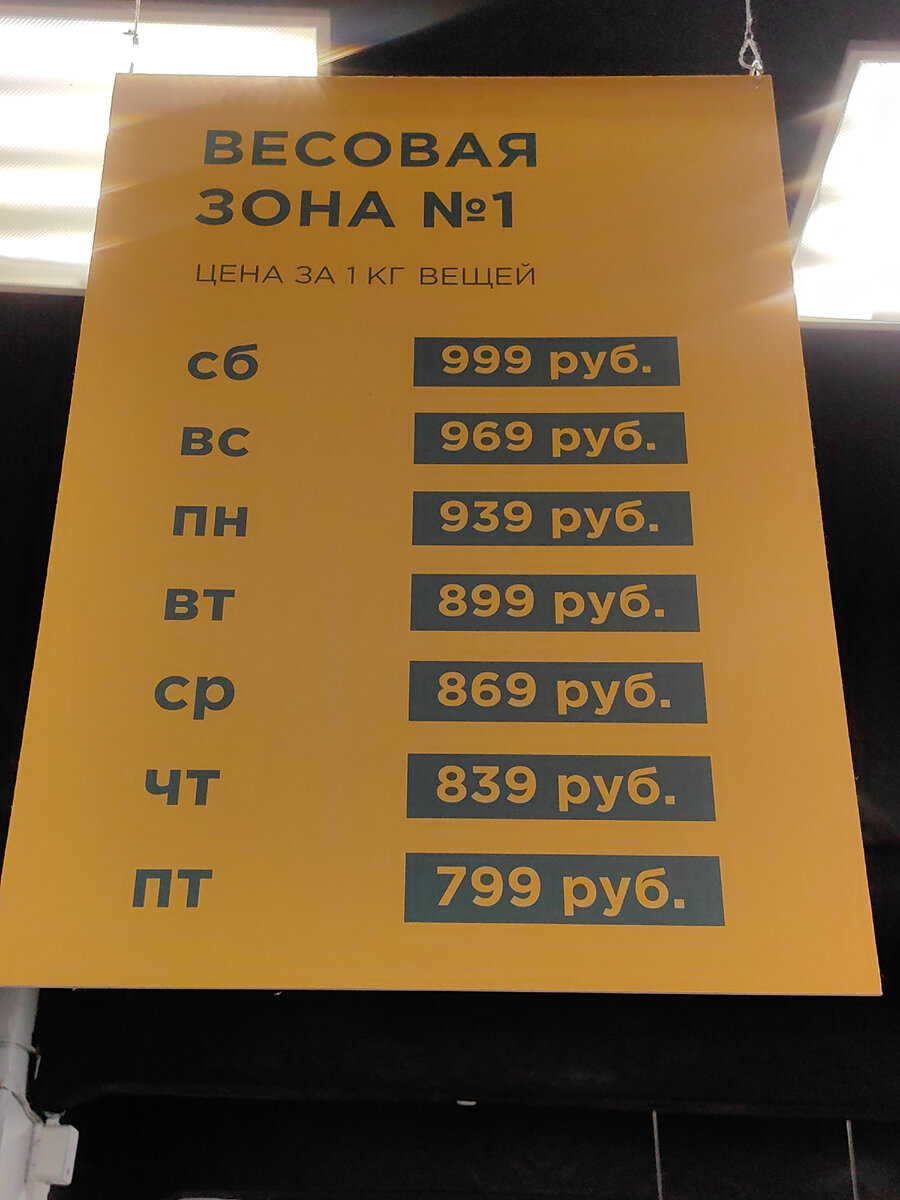 ВЕСОВАЯ
ЗОНА №1
ЦЕНА ЗА 1 КГ ВЕЩЕЙ
сб 999 руб.
вс 969 руб.
пн 939 руб.
вт 899 руб.
ср 869 руб.
чт 839 руб.
пт 799 руб.